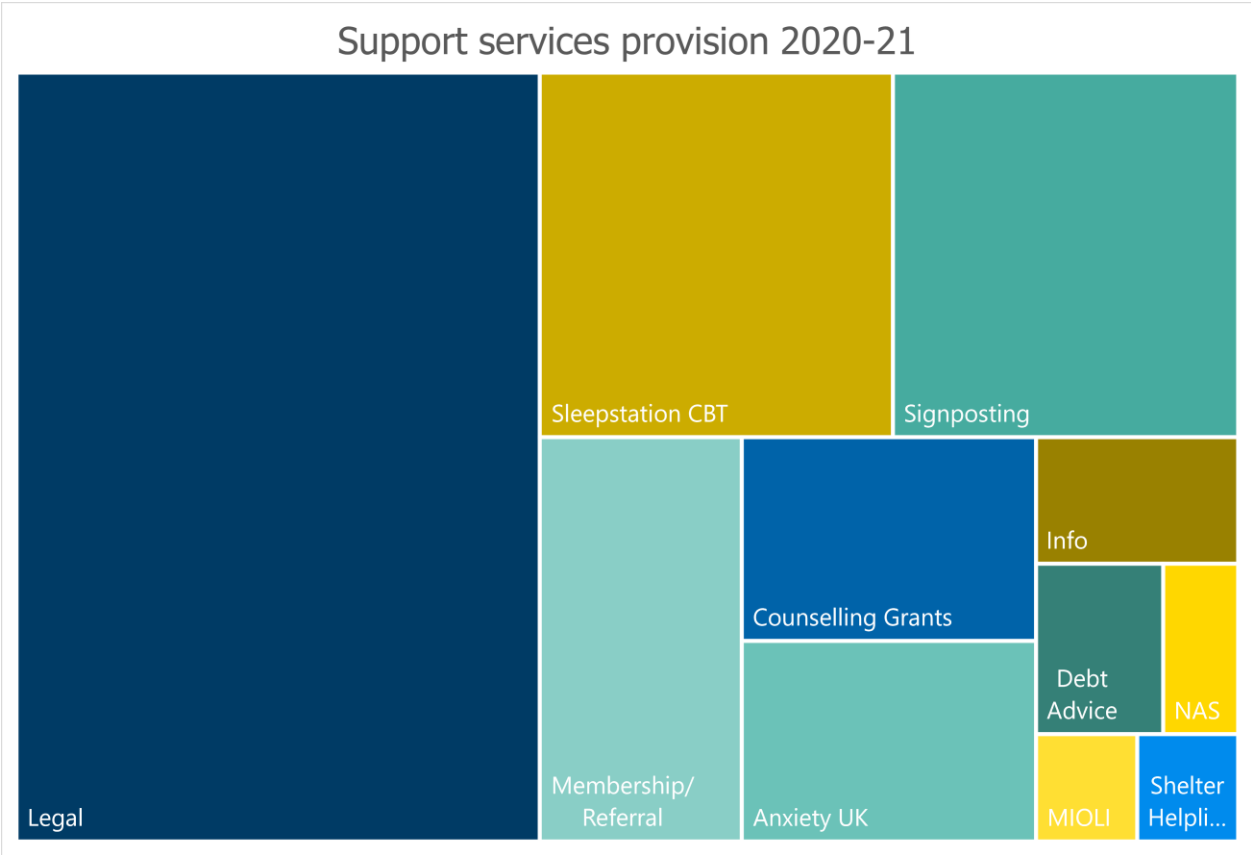 Support services provision 2020-21
Legal
Sleepstation CBT
Signposting
Membership/
Referral
Counselling Grants
Anxiety UK
Info
Debt
Advice
NAS
MIOLI
Shelter
Helpli...